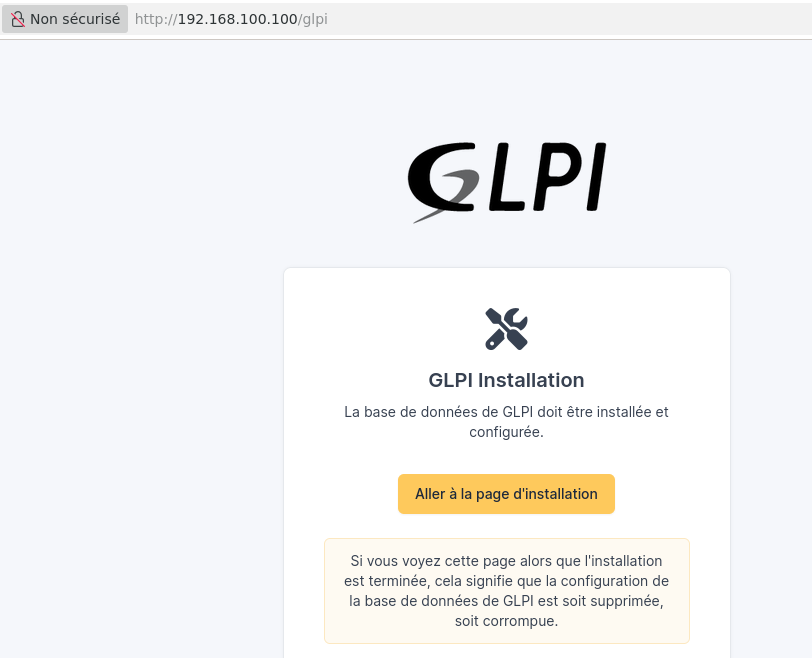 Non sécurisé http://192.168.100.100/glpi
GLPI
GLPI Installation
La base de données de GLPI doit être installée et
configurée.
Aller à la page d'installation
Si vous voyez cette page alors que l'installation
est terminée, cela signifie que la configuration de
la base de données de GLPI est soit supprimée,
soit corrompue.